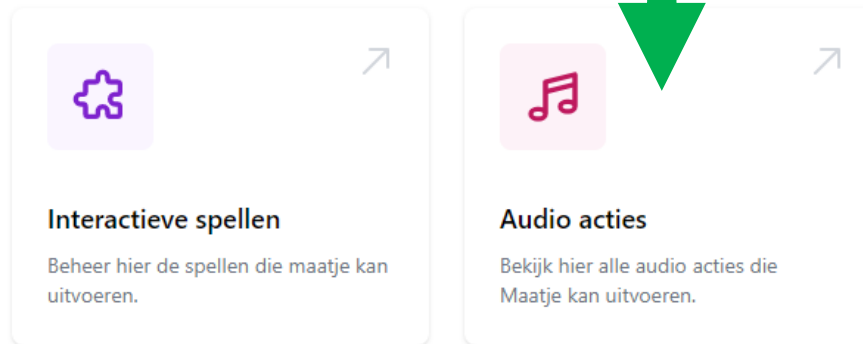 Interactieve spellen
Beheer hier de spellen die maatje kan
uitvoeren.
Audio acties
Bekijk hier alle audio acties die
Maatje kan uitvoeren.